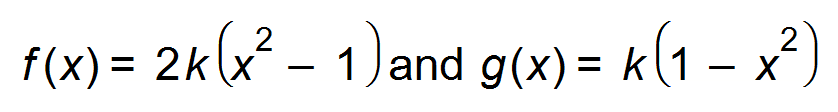 f(x) = 2k(x² – 1) and g(x) = k(1 – x²)